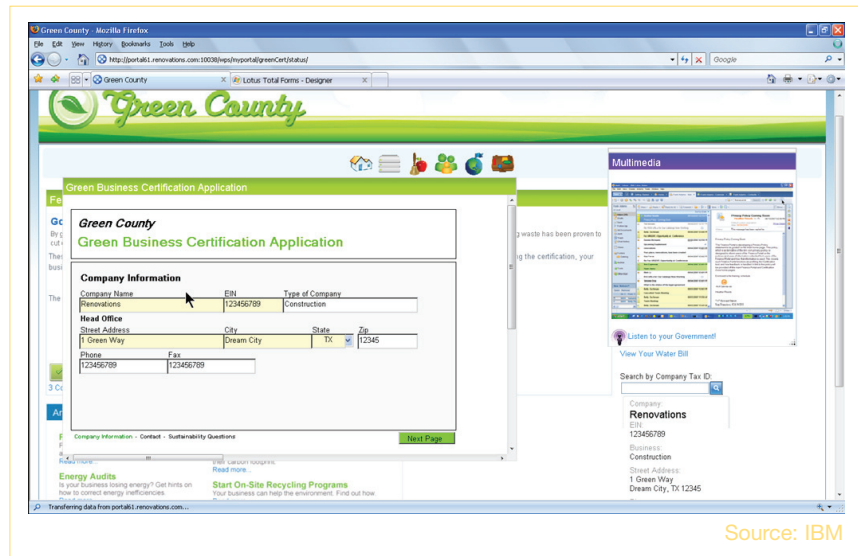 Green County - Mozilla Firefox
File Edit View History Bookmarks Tools Help
http://portal61.renovations.com:10038/wps/myportal/greenCert/status/
Google
Green County
Lotus Total Forms - Designer
Green County
Multimedia
Green Business Certification Application
Fe
Green County
Green Business Certification Application
g waste has been proven to
ng the certification, your
Company Information
Company Name EIN Type of Company
Renovations 123456789 Construction
Head Office
Street Address City State Zip
1 Green Way Dream City TX 12345
Phone Fax
123456789 123456789
Company Information - Contact - Sustainability Questions
Next Page
Listen to your Government!
View Your Water Bill
Search by Company Tax ID:
Company:
Renovations
EIN:
123456789
Business:
Construction
Street Address:
1 Green Way
Dream City, TX 12345
Read more...
Energy Audits
Is your business losing energy? Get hints on
how to correct energy inefficiencies.
their carbon footprint.
Read more...
Start On-Site Recycling Programs
Your business can help the environment. Find out how
Transferring data from portal61.renovations.com...
Source: IBM